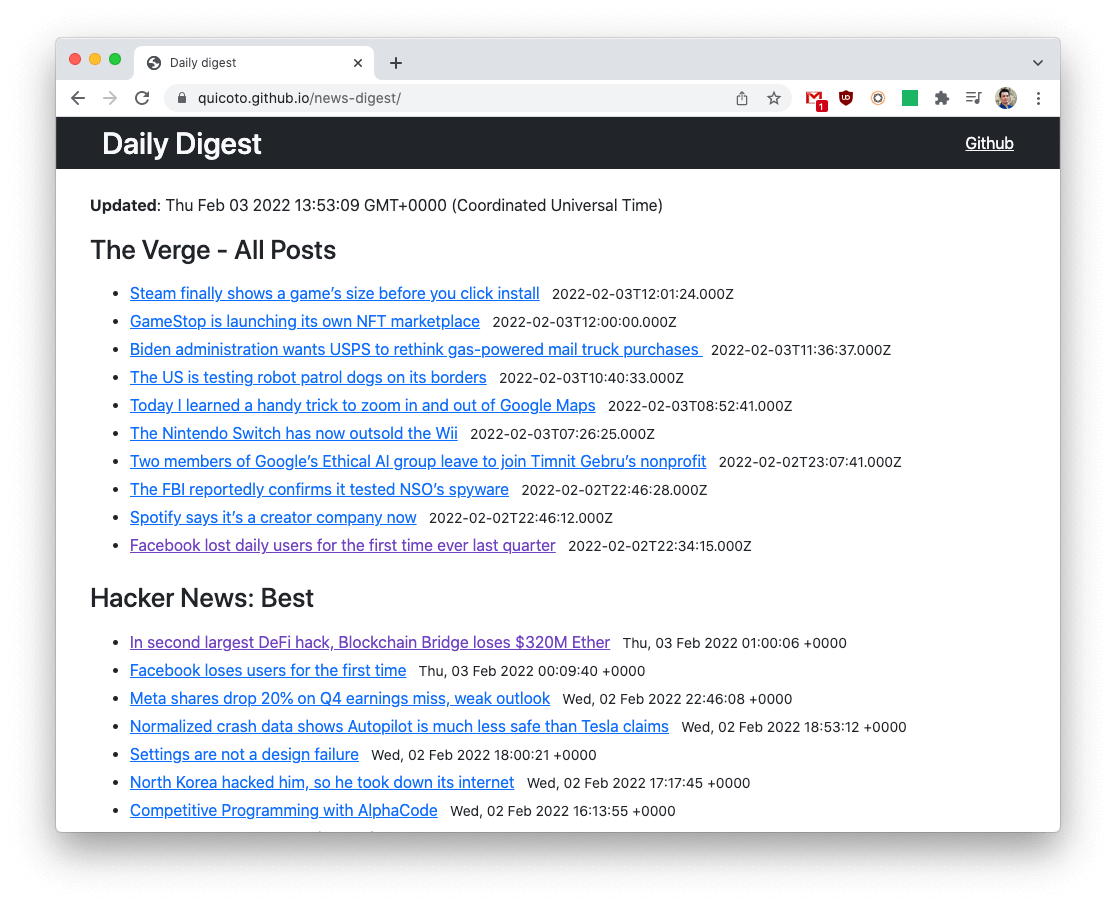 Daily digest
quicoto.github.io/news-digest/
1
Daily Digest
Github
Updated: Thu Feb 03 2022 13:53:09 GMT+0000 (Coordinated Universal Time)
The Verge - All Posts
Steam finally shows a game’s size before you click install 2022-02-03T12:01:24.000Z
GameStop is launching its own NFT marketplace 2022-02-03T12:00:00.000Z
Biden administration wants USPS to rethink gas-powered mail truck purchases 2022-02-03T11:36:37.000Z
The US is testing robot patrol dogs on its borders 2022-02-03T10:40:33.000Z
Today I learned a handy trick to zoom in and out of Google Maps 2022-02-03T08:52:41.000Z
The Nintendo Switch has now outsold the Wii 2022-02-03T07:26:25.000Z
Two members of Google’s Ethical AI group leave to join Timnit Gebru’s nonprofit 2022-02-02T23:07:41.000Z
The FBI reportedly confirms it tested NSO’s spyware 2022-02-02T22:46:28.000Z
Spotify says it’s a creator company now 2022-02-02T22:46:12.000Z
Facebook lost daily users for the first time ever last quarter 2022-02-02T22:34:15.000Z
Hacker News: Best
In second largest DeFi hack, Blockchain Bridge loses $320M Ether Thu, 03 Feb 2022 01:00:06 +0000
Facebook loses users for the first time Thu, 03 Feb 2022 00:09:40 +0000
Meta shares drop 20% on Q4 earnings miss, weak outlook Wed, 02 Feb 2022 22:46:08 +0000
Normalized crash data shows Autopilot is much less safe than Tesla claims Wed, 02 Feb 2022 18:53:12 +0000
Settings are not a design failure Wed, 02 Feb 2022 18:00:21 +0000
North Korea hacked him, so he took down its internet Wed, 02 Feb 2022 17:17:45 +0000
Competitive Programming with AlphaCode Wed, 02 Feb 2022 16:13:55 +0000